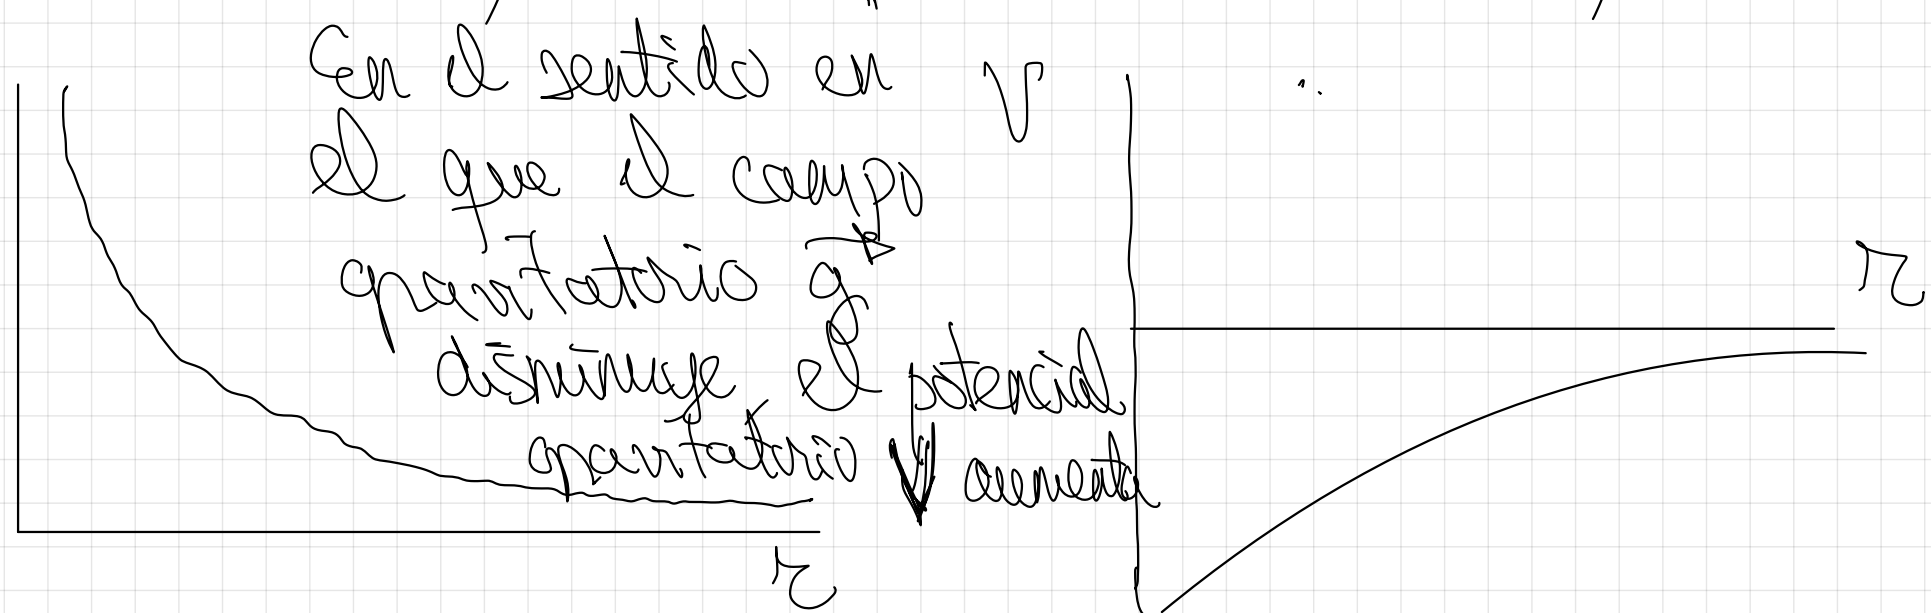 En el sentido en
el que el campo
gravitatorio g
disminuye el potencial
gravitatorio V aumenta
V
r
r